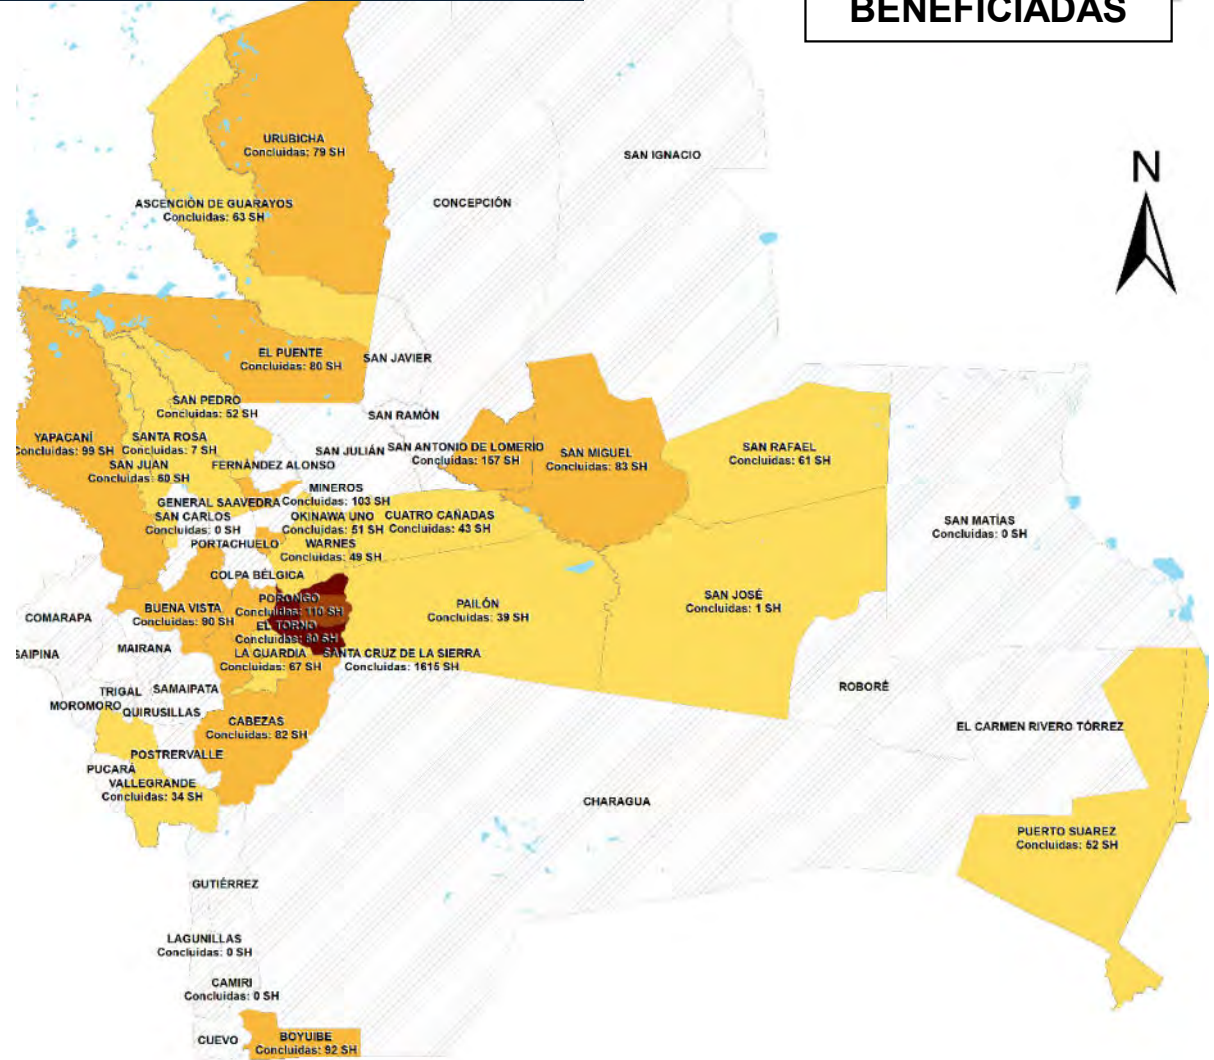 BENEFICIADAS
N
URUBICHA
Concluidas: 79 SH
SAN IGNACIO
ASCENCIÓN DE GUARAYOS
Concluidas: 63 SH
CONCEPCIÓN
EL PUENTE
Concluidas: 80 SH
SAN JAVIER
SAN PEDRO
Concluidas: 52 SH
SAN RAMÓN
YAPACANÍ
Concluidas: 99 SH
SANTA ROSA
Concluidas: 7 SH
SAN JULIÁN
SAN ANTONIO DE LOMERÍO
Concluidas: 157 SH
SAN MIGUEL
Concluidas: 83 SH
SAN RAFAEL
Concluidas: 61 SH
SAN JUAN
Concluidas: 60 SH
FERNÁNDEZ ALONSO
MINEROS
Concluidas: 103 SH
GENERAL SAAVEDRA
SAN CARLOS
Concluidas: 0 SH
OKINAWA UNO
Concluidas: 51 SH
CUATRO CAÑADAS
Concluidas: 43 SH
SAN MATÍAS
Concluidas: 0 SH
PORTACHUELO
WARNES
Concluidas: 49 SH
COLPA BÉLGICA
COMARAPA
BUENA VISTA
Concluidas: 90 SH
PORONGO
Concluidas: 110 SH
PAILÓN
Concluidas: 39 SH
SAN JOSÉ
Concluidas: 1 SH
EL TORNO
Concluidas: 80 SH
SAIPINA
MAIRANA
LA GUARDIA
Concluidas: 67 SH
SANTA CRUZ DE LA SIERRA
Concluidas: 1615 SH
TRIGAL
SAMAIPATA
ROBORÉ
MOROMORO
QUIRUSILLAS
CABEZAS
Concluidas: 82 SH
EL CARMEN RIVERO TÓRREZ
POSTRERVALLE
PUCARÁ
VALLEGRANDE
Concluidas: 34 SH
CHARAGUA
PUERTO SUAREZ
Concluidas: 52 SH
GUTIÉRREZ
LAGUNILLAS
Concluidas: 0 SH
CAMIRI
Concluidas: 0 SH
CUEVO
BOYUIBE
Concluidas: 92 SH